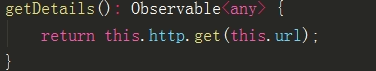 getDetails(): Observable<any> {
    return this.http.get(this.url);
}